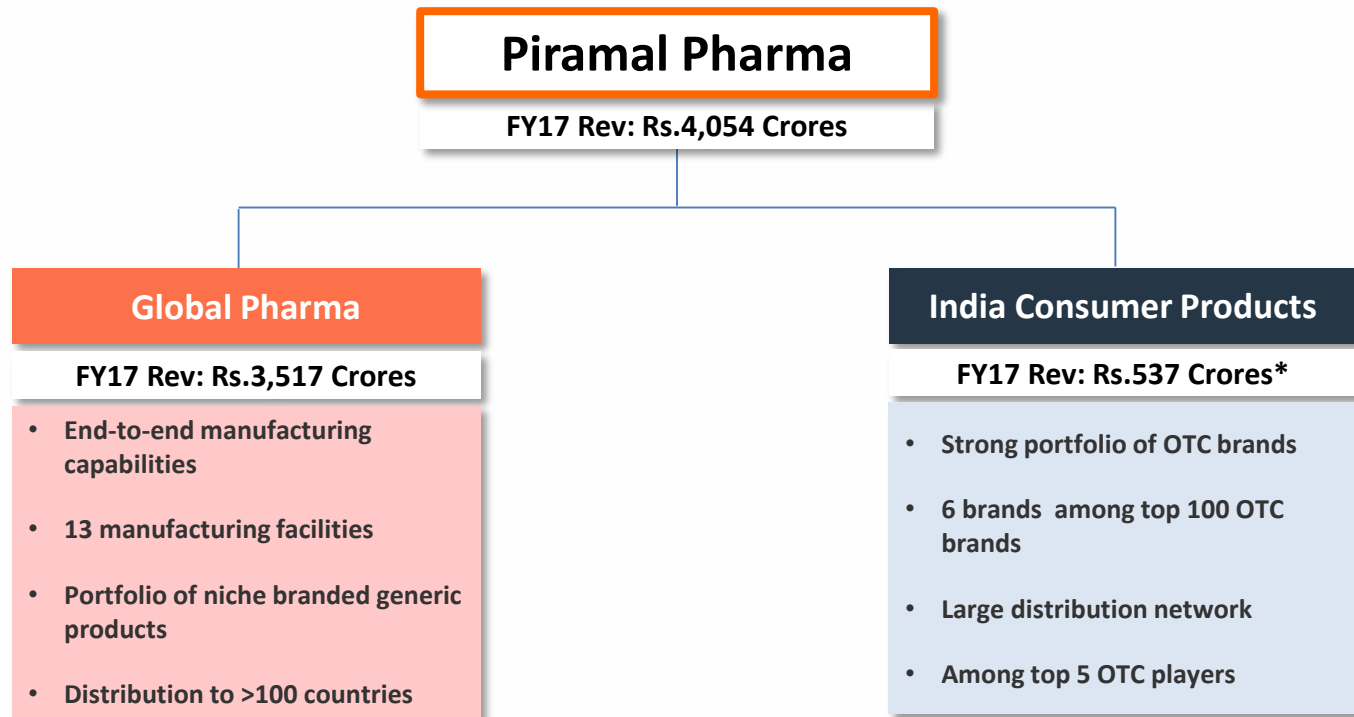 Piramal Pharma
FY17 Rev: Rs.4,054 Crores
Global Pharma
FY17 Rev: Rs.3,517 Crores
• End-to-end manufacturing
capabilities
• 13 manufacturing facilities
• Portfolio of niche branded generic
products
• Distribution to >100 countries
India Consumer Products
FY17 Rev: Rs.537 Crores*
• Strong portfolio of OTC brands
• 6 brands among top 100 OTC
brands
• Large distribution network
• Among top 5 OTC players